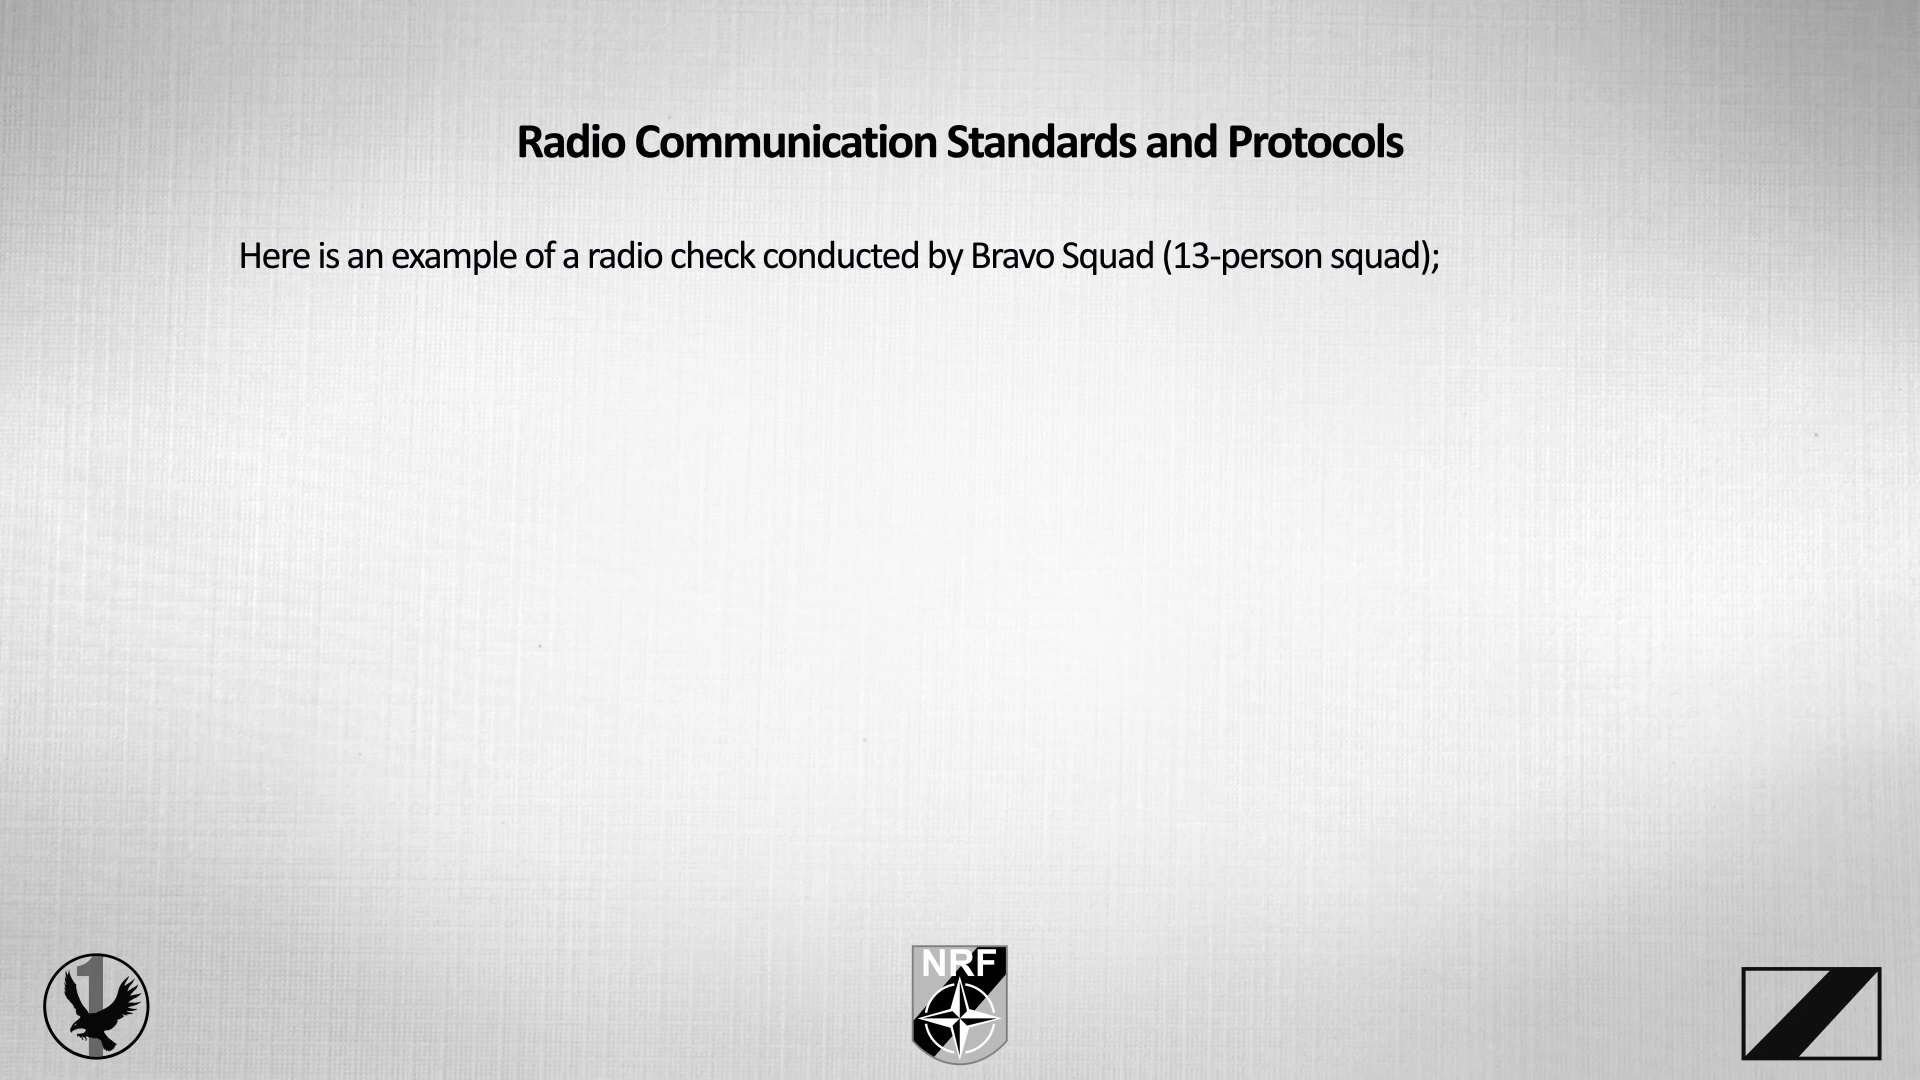 Radio Communication Standards and Protocols
Here is an example of a radio check conducted by Bravo Squad (13-person squad);
1
NRF